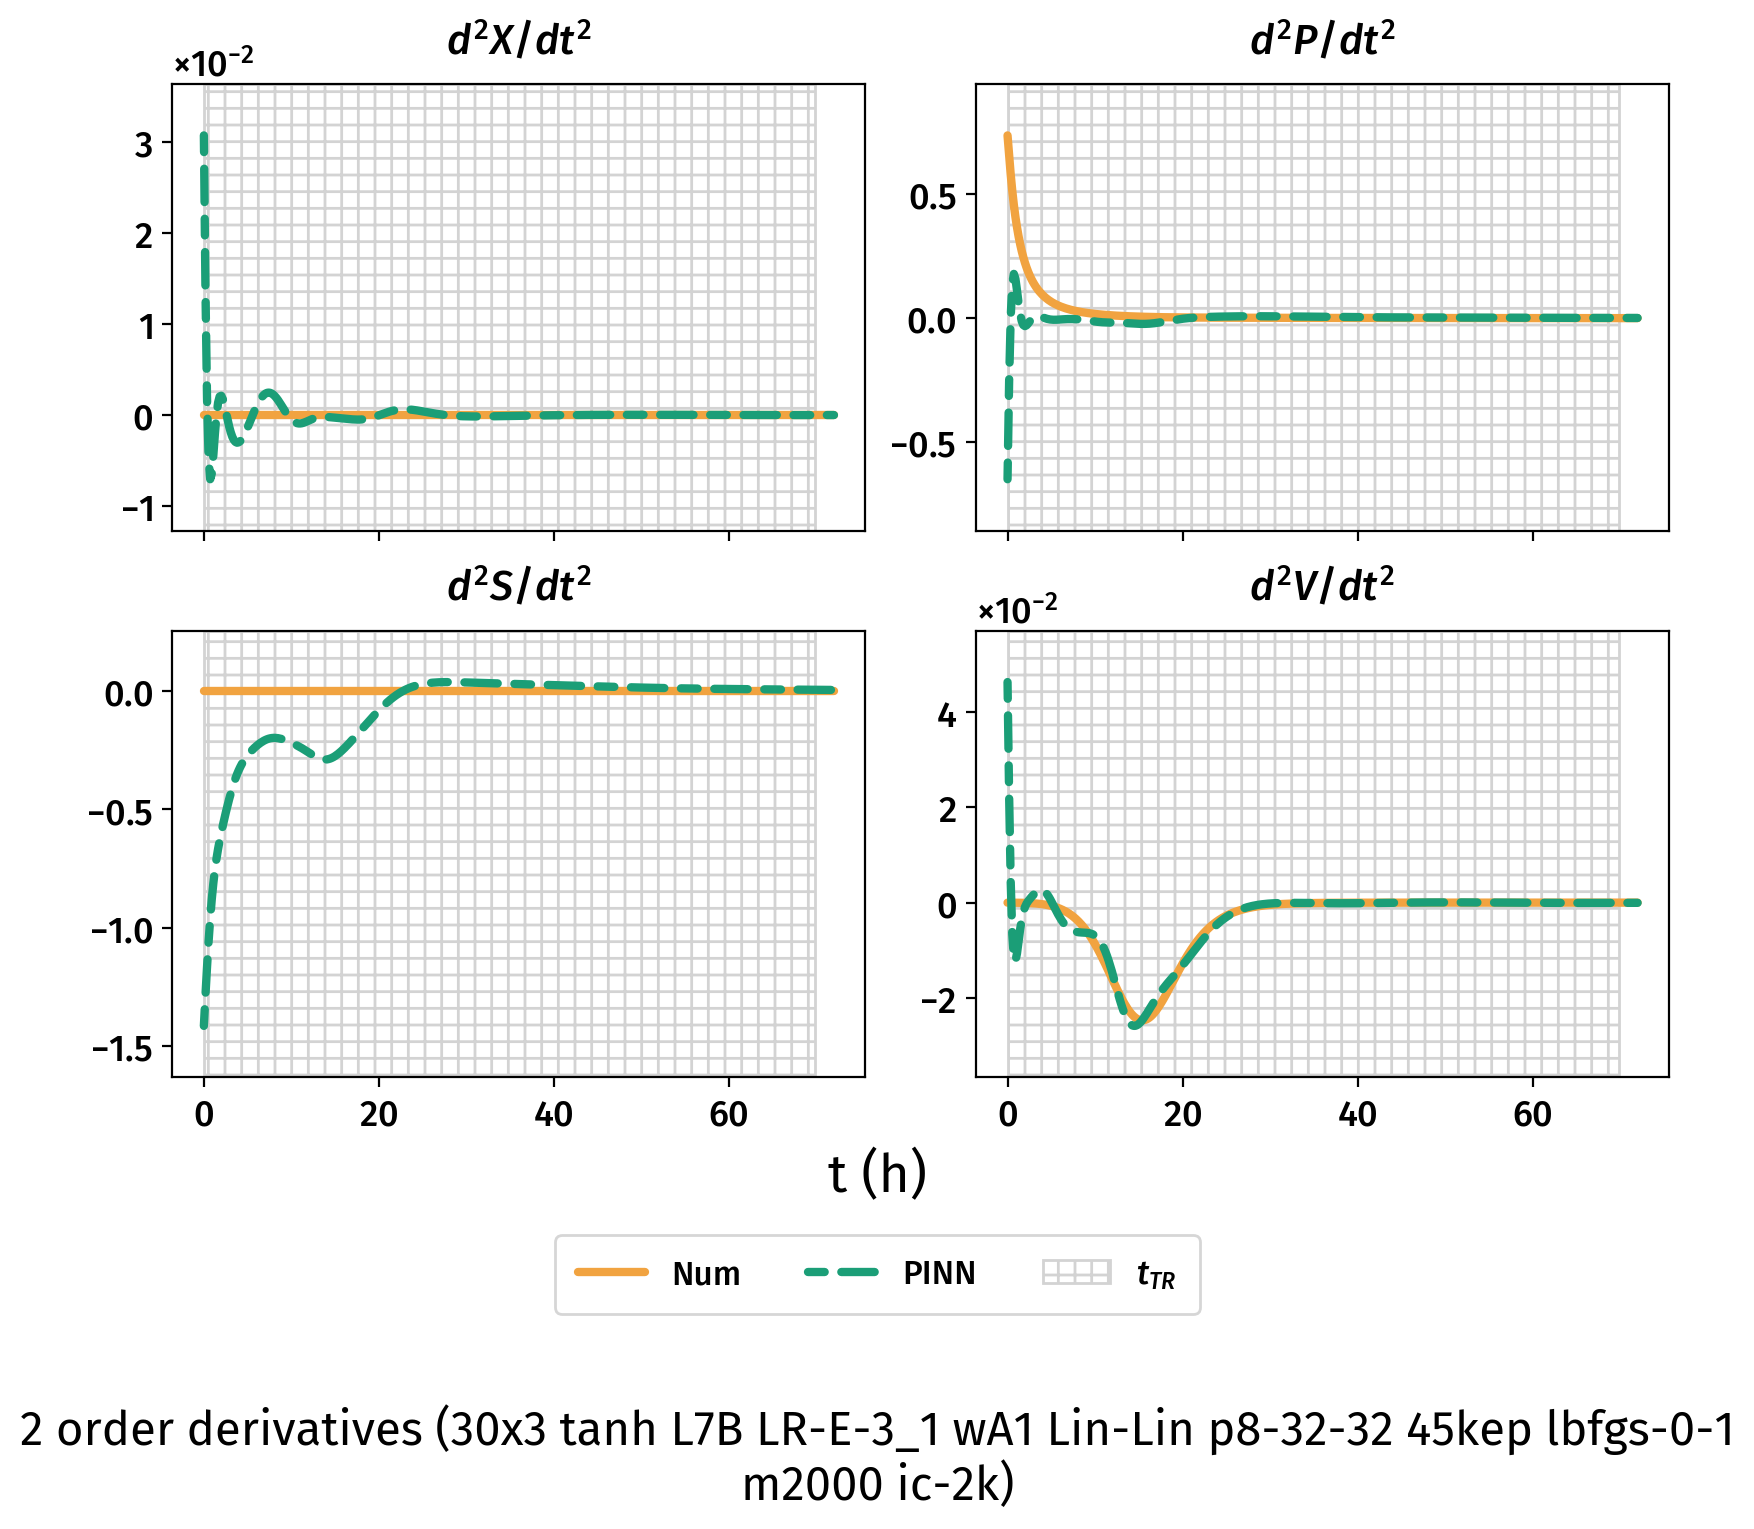 d²X/dt²
×10⁻²
3
2
1
0
−1
d²P/dt²
0.5
0.0
−0.5
d²S/dt²
0.0
−0.5
−1.0
−1.5
0 20 40 60
d²V/dt²
×10⁻²
4
2
0
−2
0 20 40 60
t (h)
Num PINN t_TR
2 order derivatives (30x3 tanh L7B LR-E-3_1 wA1 Lin-Lin p8-32-32 45kep lbfgs-0-1
m2000 ic-2k)